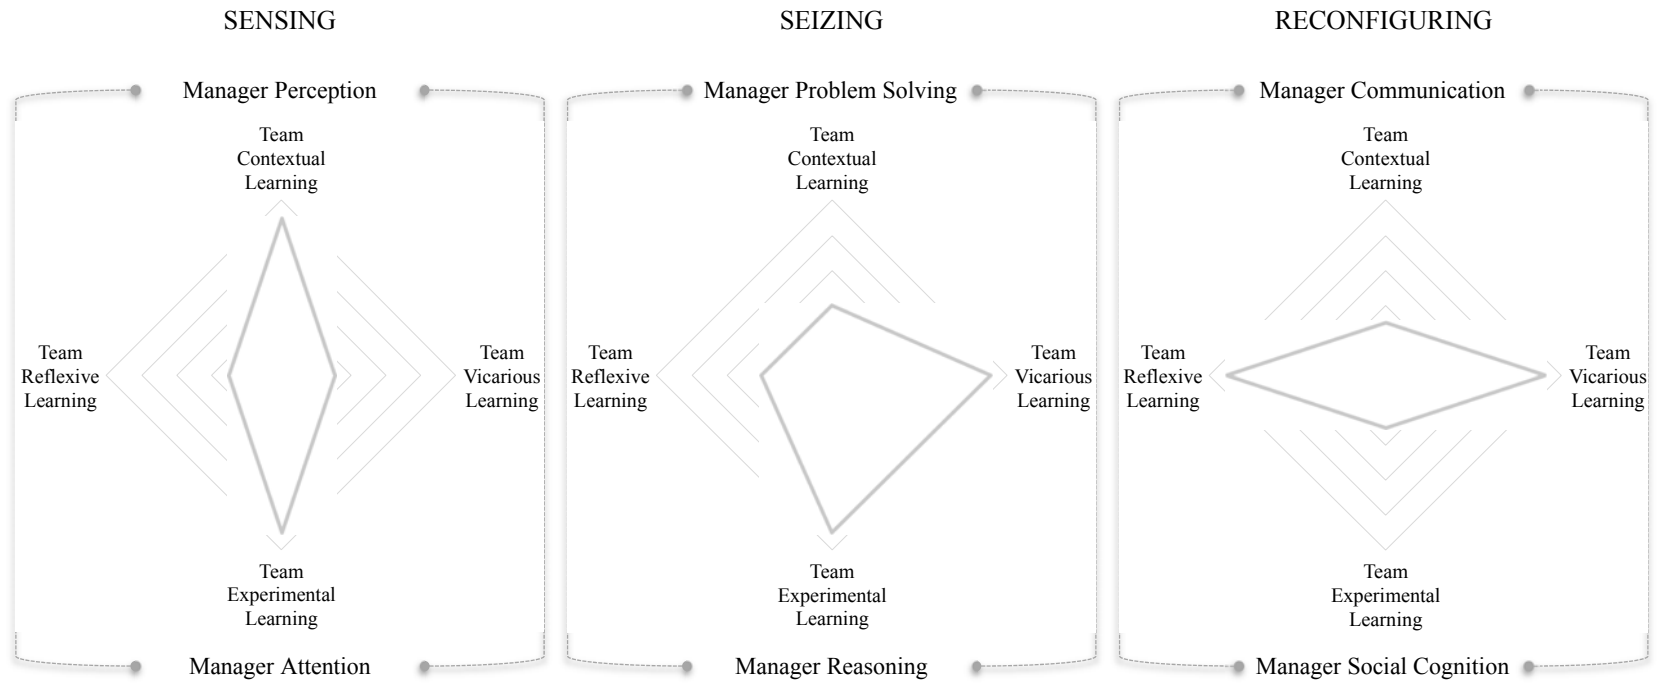 SENSING
Manager Perception
Team
Contextual
Learning
Team
Reflexive
Learning
Team
Vicarious
Learning
Team
Experimental
Learning
Manager Attention
SEIZING
Manager Problem Solving
Team
Contextual
Learning
Team
Reflexive
Learning
Team
Vicarious
Learning
Team
Experimental
Learning
Manager Reasoning
RECONFIGURING
Manager Communication
Team
Contextual
Learning
Team
Reflexive
Learning
Team
Vicarious
Learning
Team
Experimental
Learning
Manager Social Cognition